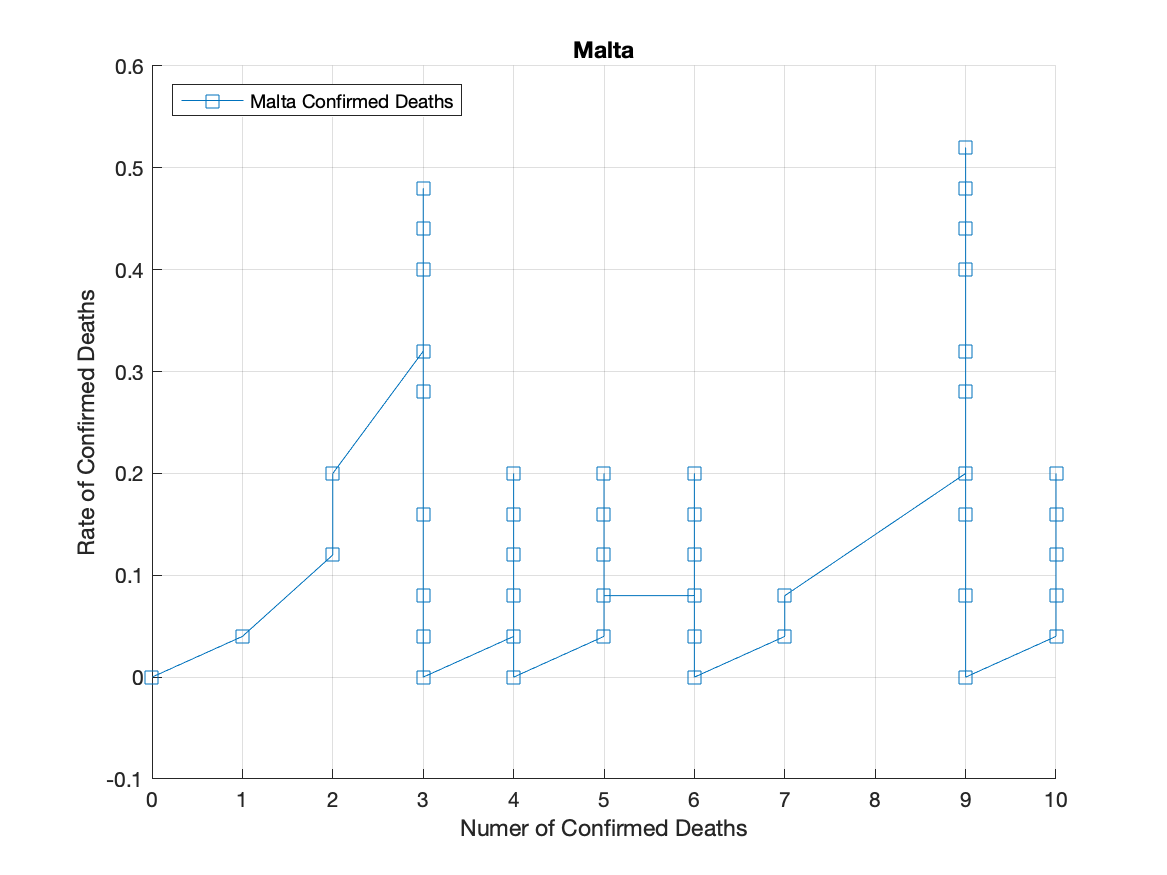 Malta
Malta Confirmed Deaths
0.6
0.5
0.4
0.3
0.2
0.1
0
-0.1
Rate of Confirmed Deaths
0 1 2 3 4 5 6 7 8 9 10
Numer of Confirmed Deaths